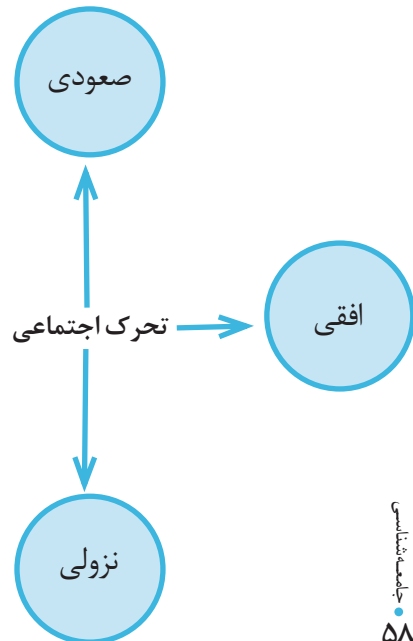 صعودی
تحرک اجتماعی
افقی
نزولی
جامعه‌شناسی • ۵۸